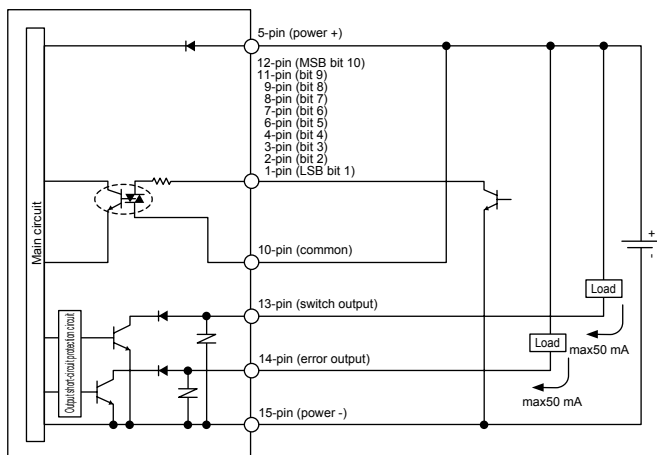 5-pin (power +)
12-pin (MSB bit 10)
11-pin (bit 9)
9-pin (bit 8)
8-pin (bit 7)
7-pin (bit 6)
6-pin (bit 5)
4-pin (bit 4)
3-pin (bit 3)
2-pin (bit 2)
1-pin (LSB bit 1)
Main circuit
+
-
10-pin (common)
Load
13-pin (switch output)
Output short-circuit protection circuit
Load
max50 mA
14-pin (error output)
max50 mA
15-pin (power -)